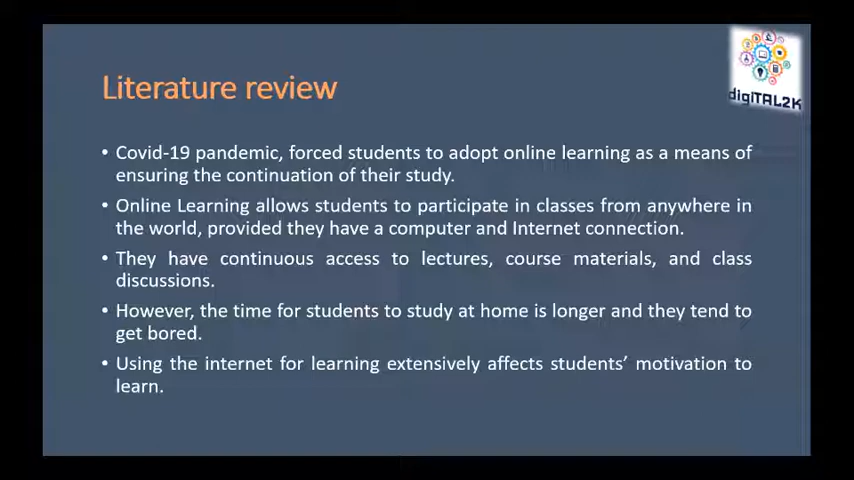 Literature review
digiTAL2K
• Covid-19 pandemic, forced students to adopt online learning as a means of
ensuring the continuation of their study.
• Online Learning allows students to participate in classes from anywhere in
the world, provided they have a computer and Internet connection.
• They have continuous access to lectures, course materials, and class
discussions.
• However, the time for students to study at home is longer and they tend to
get bored.
• Using the internet for learning extensively affects students’ motivation to
learn.